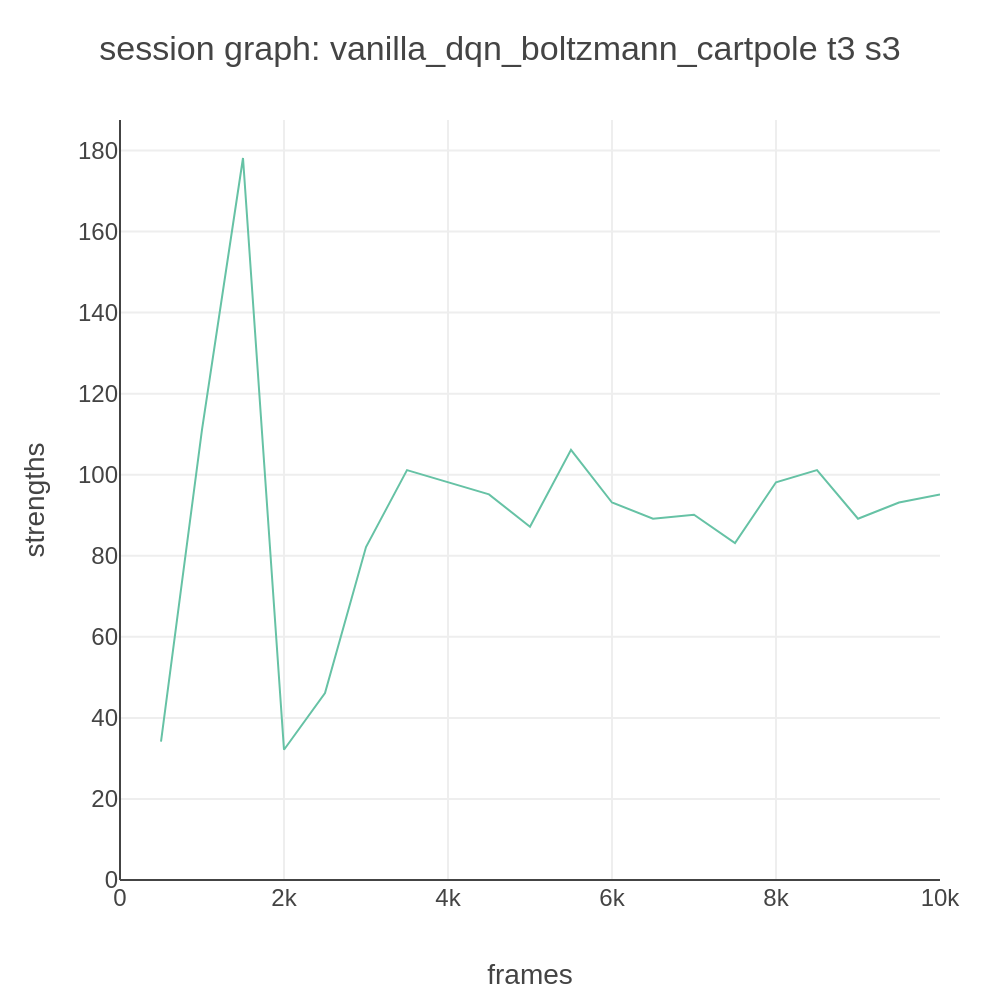 session graph: vanilla_dqn_boltzmann_cartpole t3 s3
180
160
140
120
100
80
60
40
20
0
strengths
0 2k 4k 6k 8k 10k
frames